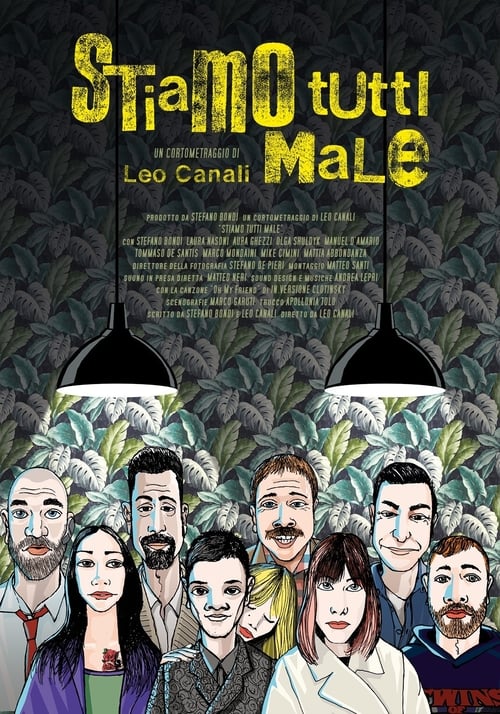 STiaMO tUttI
MaLe
UN CORTOMETRAGGIO DI
Leo Canali
PRODOTTO DA STEFANO BONDI UN CORTOMETRAGGIO DI LEO CANALI
"STIAMO TUTTI MALE"
CON STEFANO BONDI LAURA NASONI AURA GHEZZI OLGA SHULDYK MANUEL D'AMARIO
TOMMASO DE SANTIS MARCO MONDAINI MIKE CIMINI MATTIA ABBONDANZA
DIRETTORE DELLA FOTOGRAFIA STEFANO DE PIERI MONTAGGIO MATTEO SANTI
SUONO IN PRESA DIRETTA MATTEO NERI SOUND DESIGN E MUSICHE ANDREA LEPRI
CON LA CANZONE "OH MY FRIEND" DI IN.VERSIONE CLOTINSKY
SCENOGRAFIE MARCO GARUTI TRUCCO APOLLONIA TOLO
SCRITTO DA STEFANO BONDI & LEO CANALI DIRETTO DA LEO CANALI